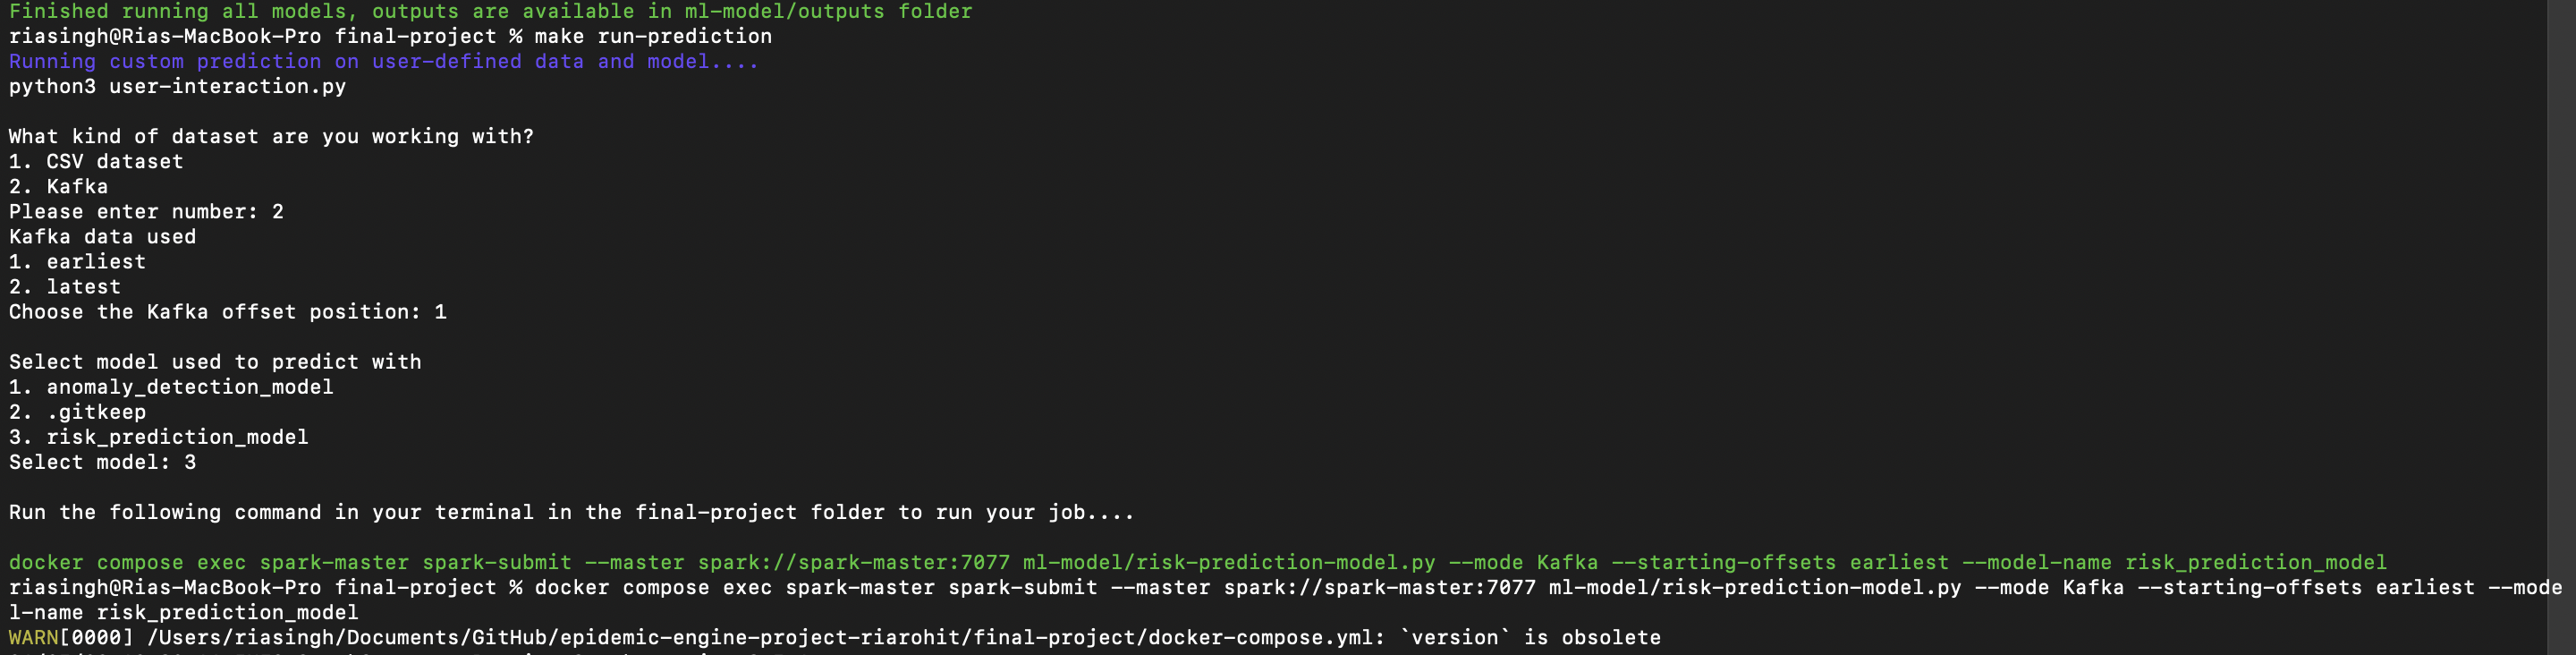 Finished running all models, outputs are available in ml-model/outputs folder
riasingh@Rias-MacBook-Pro final-project % make run-prediction
Running custom prediction on user-defined data and model....
python3 user-interaction.py
What kind of dataset are you working with?
1. CSV dataset
2. Kafka
Please enter number: 2
Kafka data used
1. earliest
2. latest
Choose the Kafka offset position: 1
Select model used to predict with
1. anomaly_detection_model
2. .gitkeep
3. risk_prediction_model
Select model: 3
Run the following command in your terminal in the final-project folder to run your job....
docker compose exec spark-master spark-submit --master spark://spark-master:7077 ml-model/risk-prediction-model.py --mode Kafka --starting-offsets earliest --model-name risk_prediction_model
riasingh@Rias-MacBook-Pro final-project % docker compose exec spark-master spark-submit --master spark://spark-master:7077 ml-model/risk-prediction-model.py --mode Kafka --starting-offsets earliest --mode
l-name risk_prediction_model
WARN[0000] /Users/riasingh/Documents/GitHub/epidemic-engine-project-riarohit/final-project/docker-compose.yml: `version` is obsolete